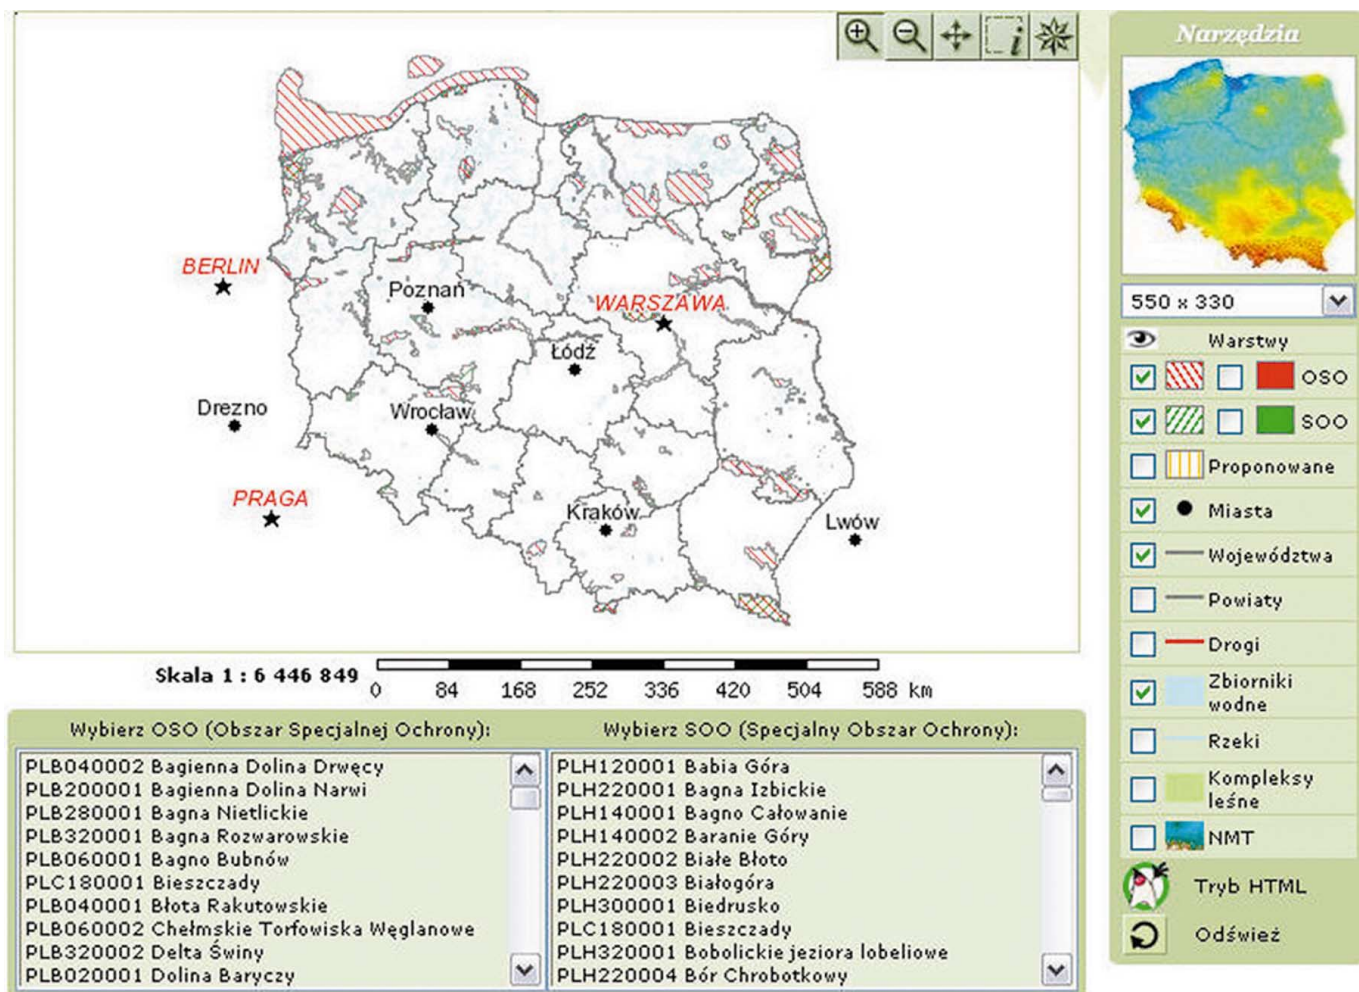 Narzędzia
BERLIN
Poznań
WARSZAWA
Łódź
Drezno
Wrocław
PRAGA
Kraków
Lwów
550 x 330
Warstwy
OSO
SOO
Proponowane
Miasta
Województwa
Powiaty
Drogi
Zbiorniki
wodne
Rzeki
Kompleksy
leśne
NMT
Tryb HTML
Odśwież
Skala 1 : 6 446 849
0 84 168 252 336 420 504 588 km
Wybierz OSO (Obszar Specjalnej Ochrony):
PLB040002 Bagienna Dolina Drwęcy
PLB200001 Bagienna Dolina Narwi
PLB280001 Bagna Nietlickie
PLB320001 Bagna Rozwarowskie
PLB060001 Bagno Bubnów
PLC180001 Bieszczady
PLB040001 Błota Rakutowskie
PLB060002 Chełmskie Torfowiska Węglanowe
PLB320002 Delta Świny
PLB020001 Dolina Baryczy
Wybierz SOO (Specjalny Obszar Ochrony):
PLH120001 Babia Góra
PLH220001 Bagna Izbickie
PLH140001 Bagno Całowanie
PLH140002 Baranie Góry
PLH220002 Białe Błoto
PLH220003 Białogóra
PLH300001 Biedrusko
PLC180001 Bieszczady
PLH320001 Bobolickie jeziora lobeliowe
PLH220004 Bór Chrobotkowy